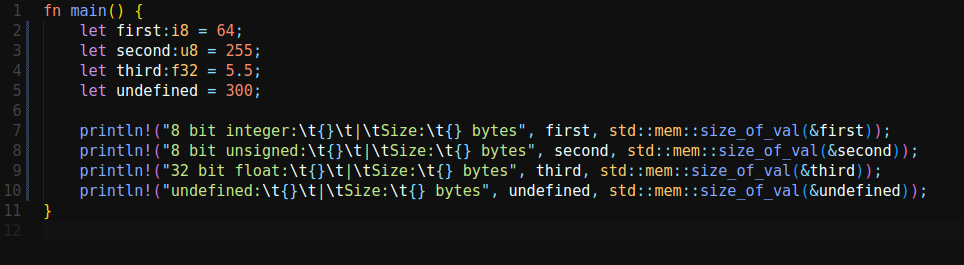 1 fn main() {
2     let first:i8 = 64;
3     let second:u8 = 255;
4     let third:f32 = 5.5;
5     let undefined = 300;
6
7     println!("8 bit integer:\t{}\t|\tSize:\t{} bytes", first, std::mem::size_of_val(&first));
8     println!("8 bit unsigned:\t{}\t|\tSize:\t{} bytes", second, std::mem::size_of_val(&second));
9     println!("32 bit float:\t{}\t|\tSize:\t{} bytes", third, std::mem::size_of_val(&third));
10     println!("undefined:\t{}\t|\tSize:\t{} bytes", undefined, std::mem::size_of_val(&undefined));
11 }
12